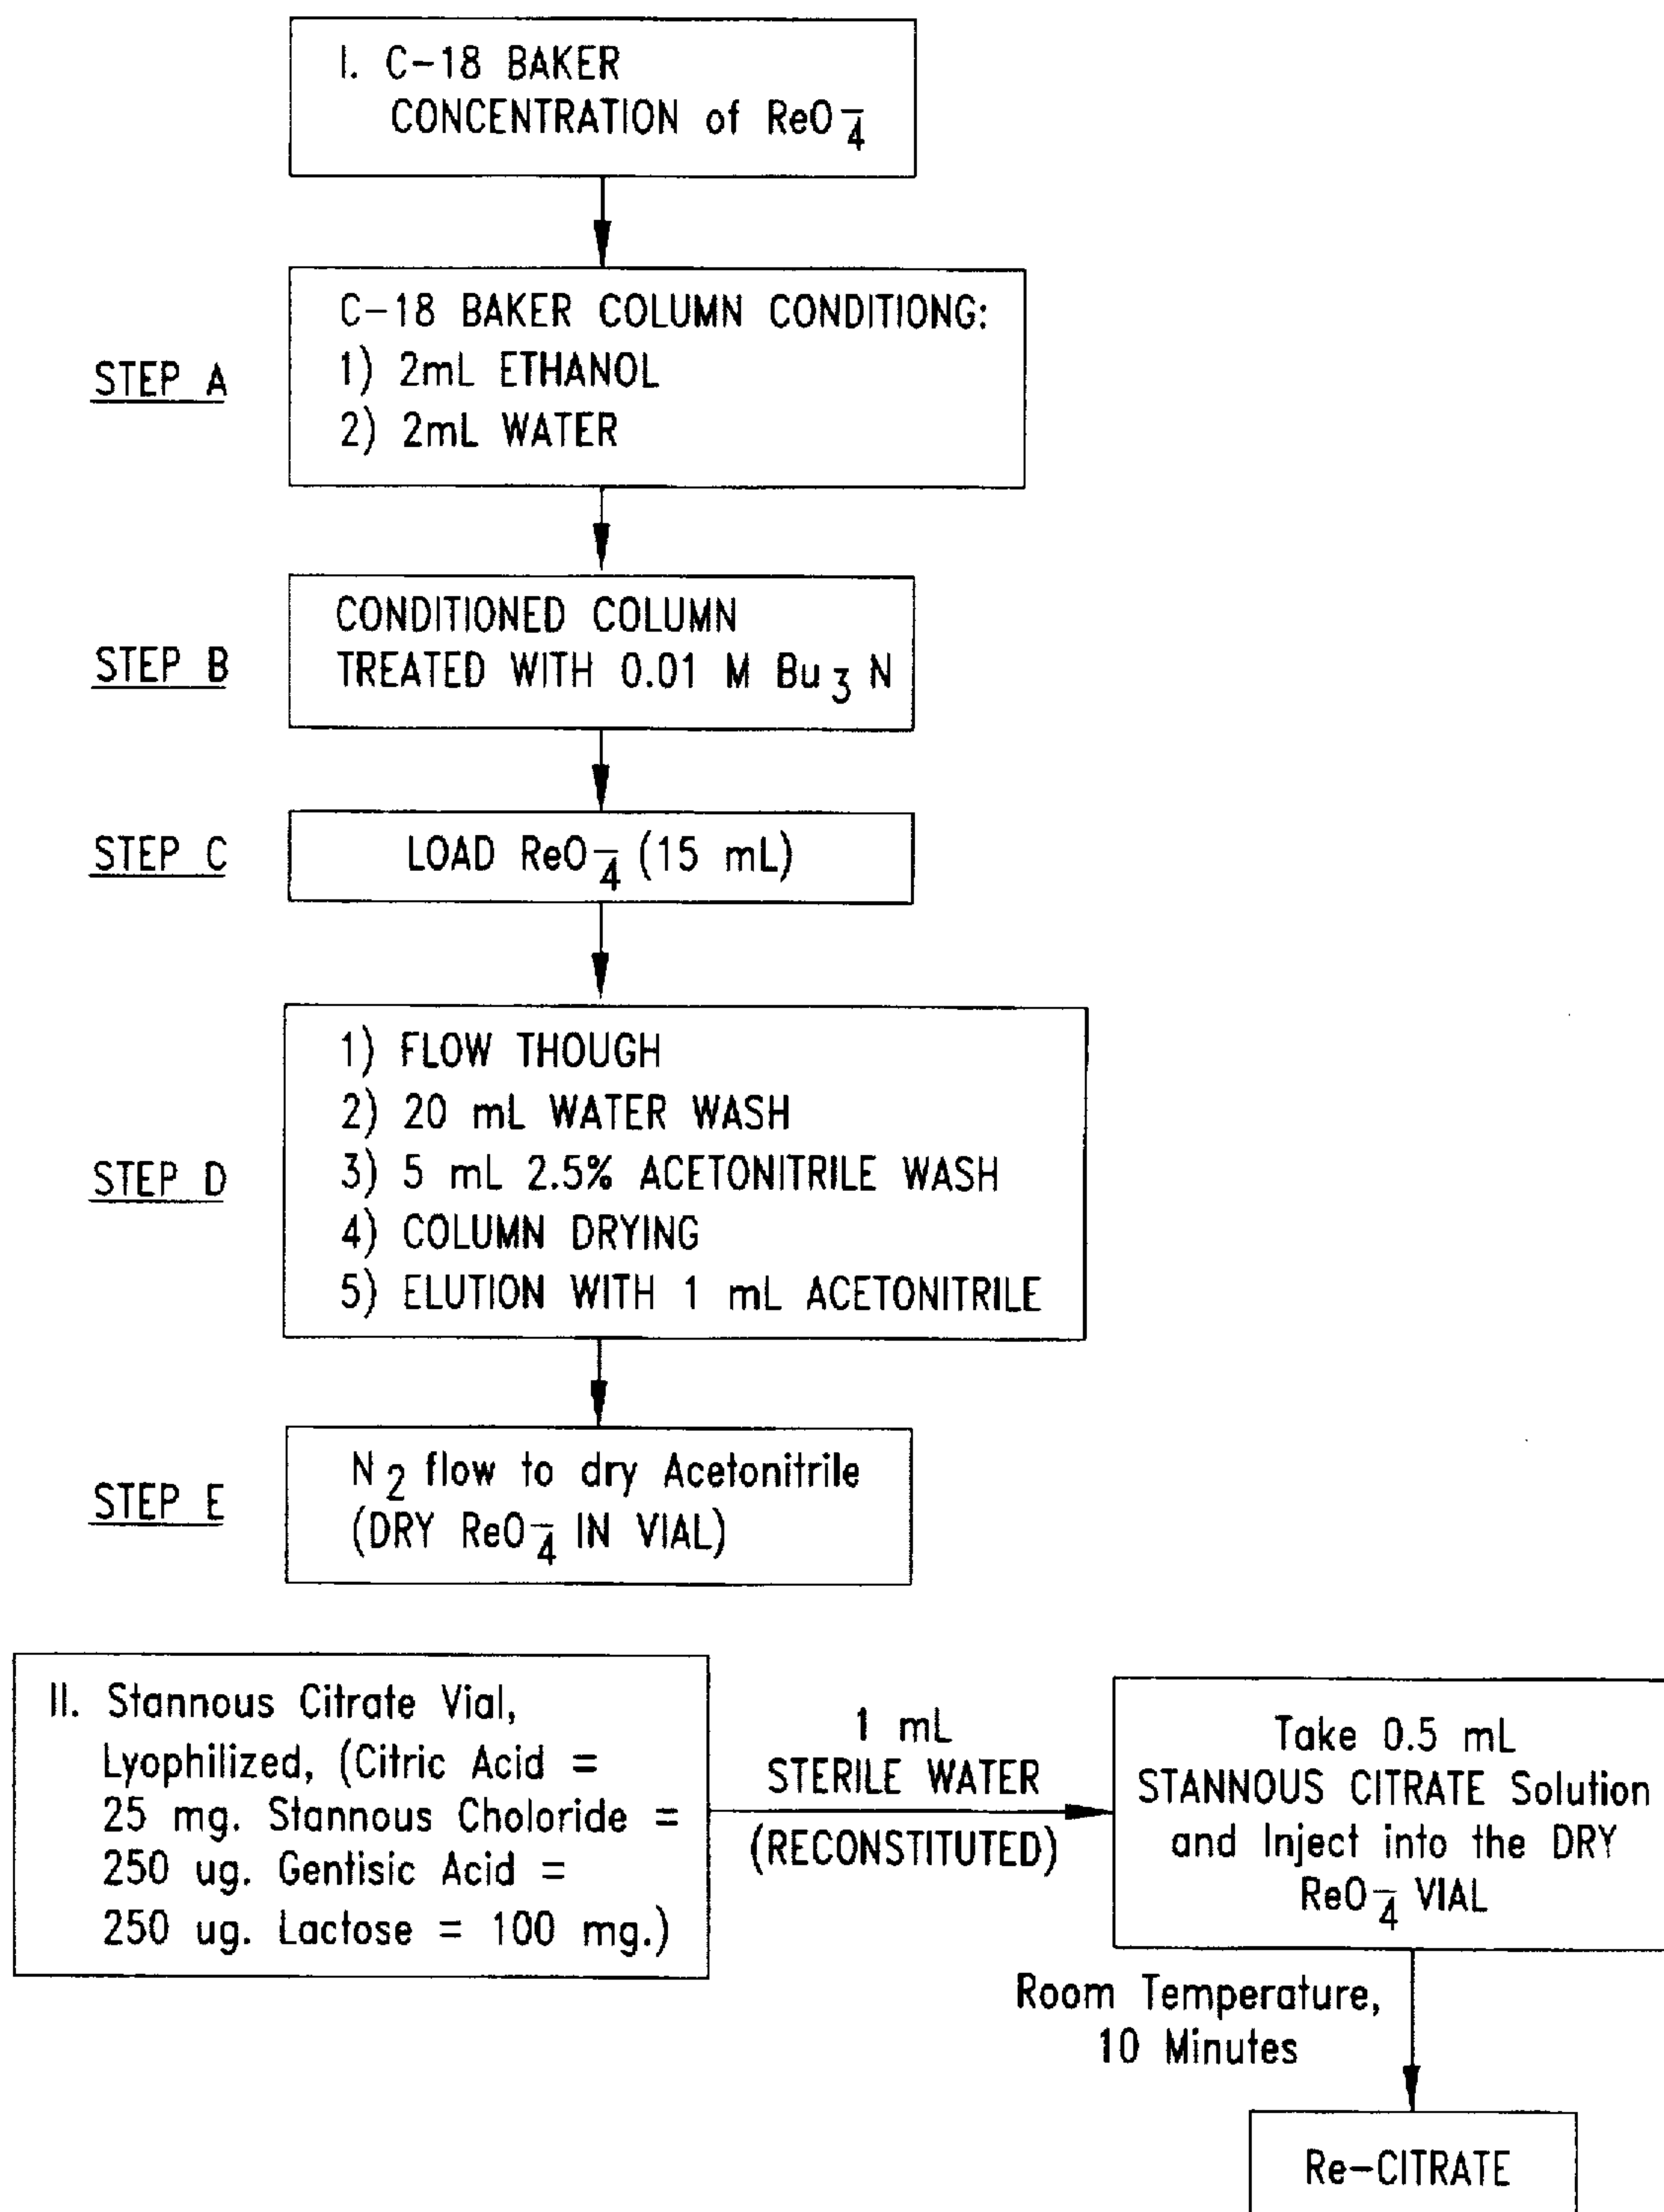 I. C-18 BAKER
CONCENTRATION of ReO₄⁻
C-18 BAKER COLUMN CONDITIONG:
STEP A
1) 2mL ETHANOL
2) 2mL WATER
CONDITIONED COLUMN
STEP B
TREATED WITH 0.01 M Bu₃ N
STEP C
LOAD ReO₄⁻ (15 mL)
1) FLOW THOUGH
2) 20 mL WATER WASH
STEP D
3) 5 mL 2.5% ACETONITRILE WASH
4) COLUMN DRYING
5) ELUTION WITH 1 mL ACETONITRILE
STEP E
N₂ flow to dry Acetonitrile
(DRY ReO₄⁻ IN VIAL)
II. Stannous Citrate Vial,
Lyophilized, (Citric Acid =
25 mg. Stannous Choloride =
250 ug. Gentisic Acid =
250 ug. Lactose = 100 mg.)
1 mL
STERILE WATER
(RECONSTITUTED)
Take 0.5 mL
STANNOUS CITRATE Solution
and Inject into the DRY
ReO₄⁻ VIAL
Room Temperature,
10 Minutes
Re-CITRATE